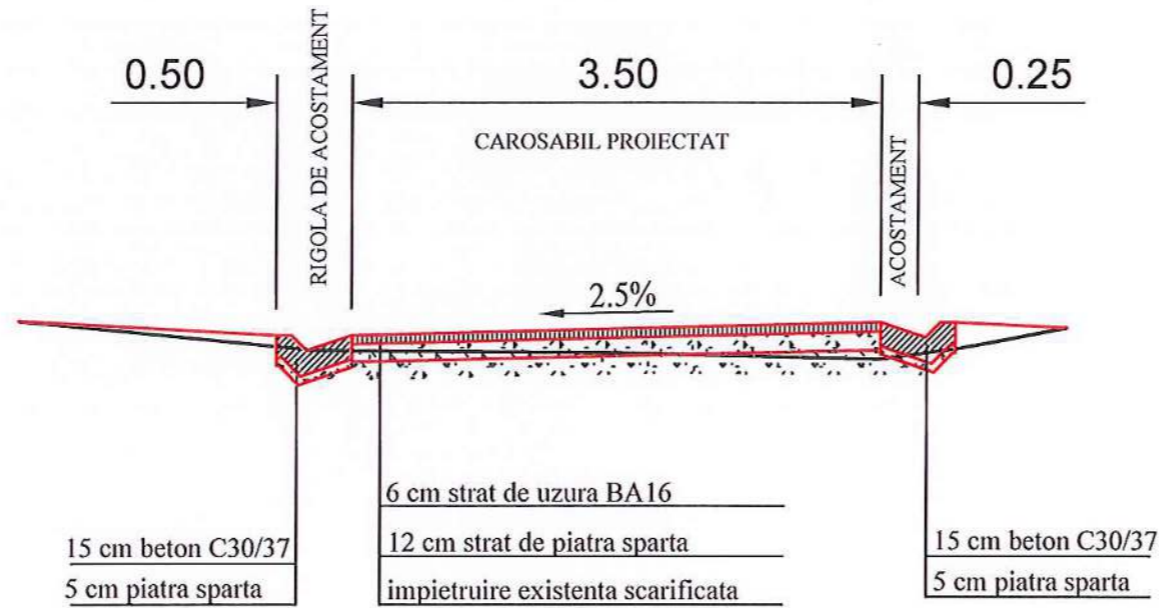 0.50
RIGOLA DE ACOSTAMENT
3.50
CAROSABIL PROIECTAT
ACOSTAMENT
0.25
2.5%
6 cm strat de uzura BA16
12 cm strat de piatra sparta
impietruire existenta scarificata
15 cm beton C30/37
5 cm piatra sparta
15 cm beton C30/37
5 cm piatra sparta